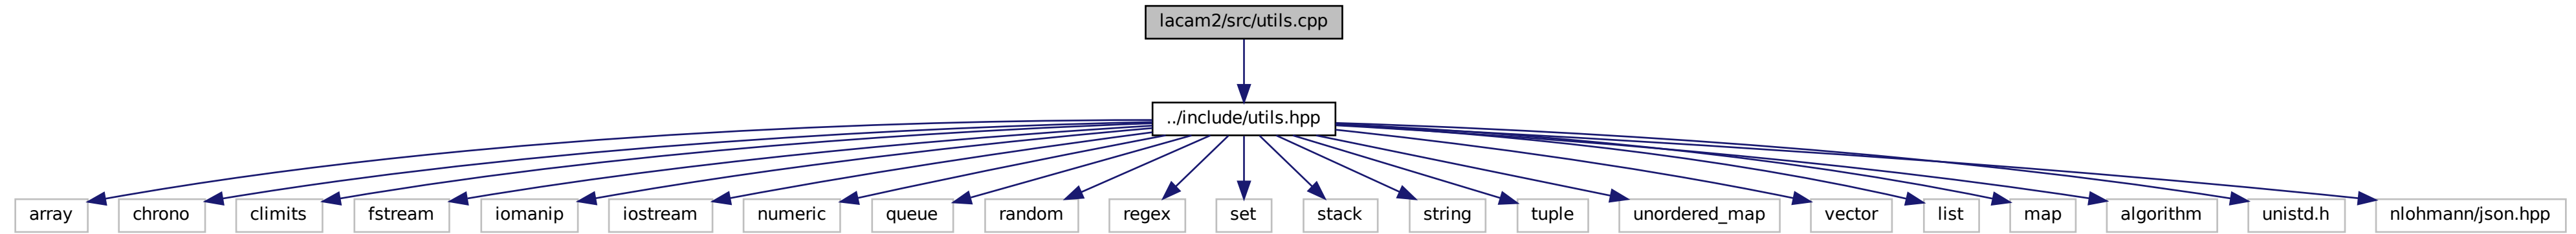 lacam2/src/utils.cpp
../include/utils.hpp
array
chrono
climits
fstream
iomanip
iostream
numeric
queue
random
regex
set
stack
string
tuple
unordered_map
vector
list
map
algorithm
unistd.h
nlohmann/json.hpp